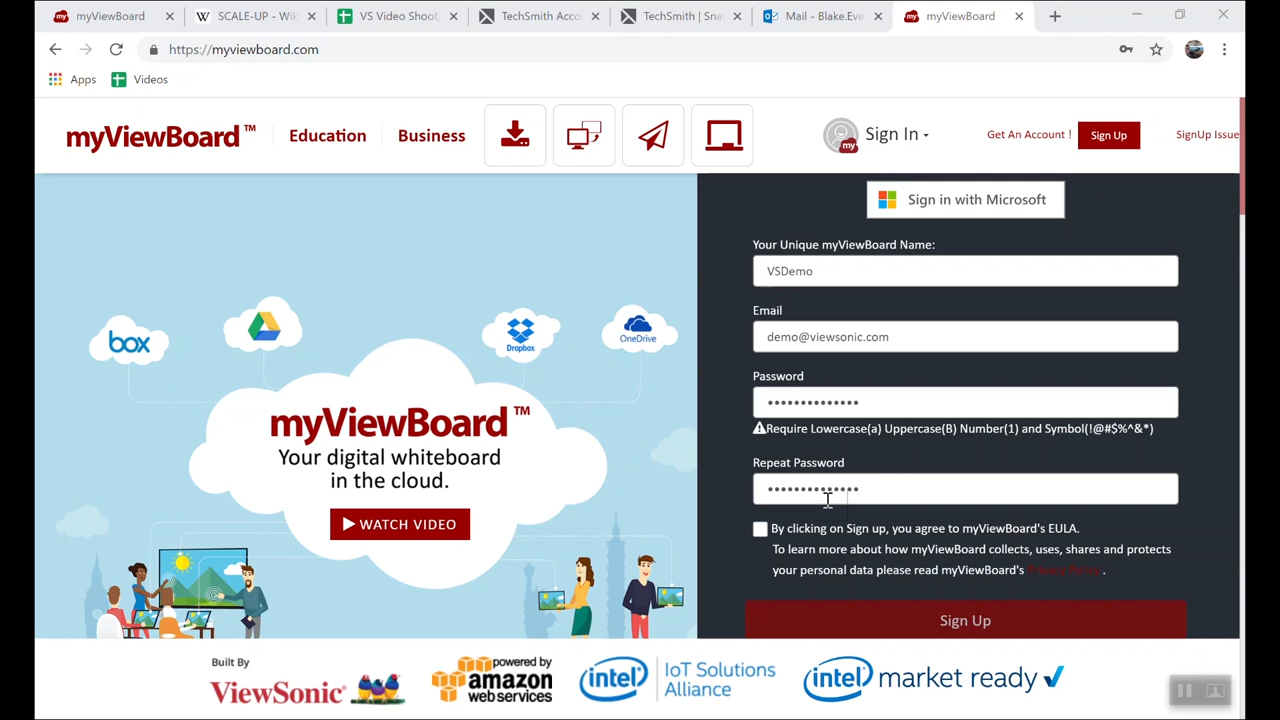 myViewBoard
SCALE-UP - Wik
VS Video Shoot/
TechSmith Acco
TechSmith | Sna
Mail - Blake.Eve
myViewBoard
https://myviewboard.com
Apps
Videos
myViewBoard™
Education
Business
Sign In
my
Get An Account !
Sign Up
SignUp Issue
Sign in with Microsoft
Your Unique myViewBoard Name:
VSDemo
Email
demo@viewsonic.com
Password
••••••••••••••
Require Lowercase(a) Uppercase(B) Number(1) and Symbol(!@#$%^&*)
Repeat Password
••••••••••••••
By clicking on Sign up, you agree to myViewBoard's EULA.
To learn more about how myViewBoard collects, uses, shares and protects
your personal data please read myViewBoard's Privacy Policy.
Sign Up
box
Dropbox
OneDrive
myViewBoard™
Your digital whiteboard
in the cloud.
WATCH VIDEO
Built By
ViewSonic
powered by
amazon
web services
intel
IoT Solutions
Alliance
intel
market ready